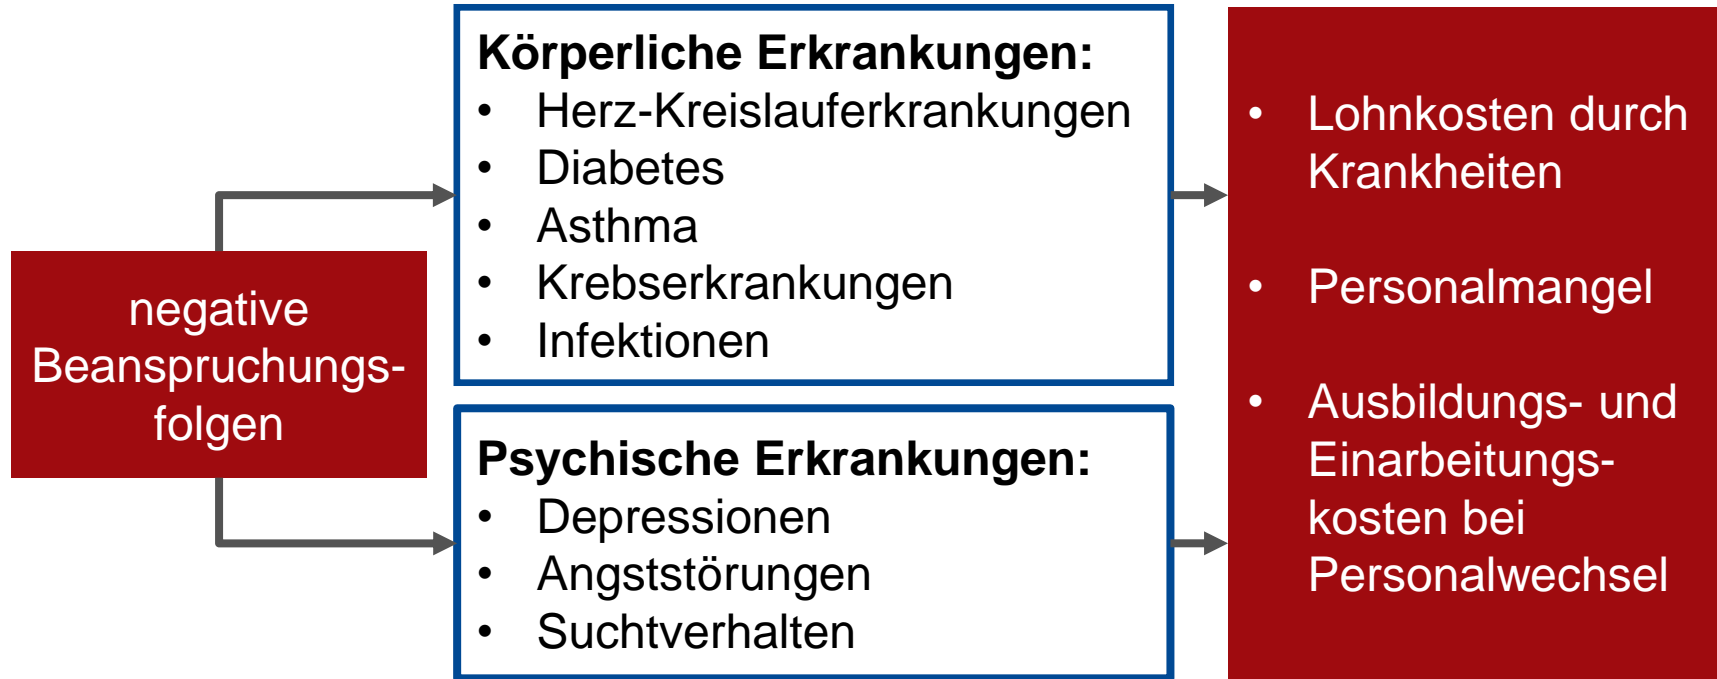 negative
Beanspruchungs-
folgen
Körperliche Erkrankungen:
• Herz-Kreislauferkrankungen
• Diabetes
• Asthma
• Krebserkrankungen
• Infektionen
Psychische Erkrankungen:
• Depressionen
• Angststörungen
• Suchtverhalten
• Lohnkosten durch
Krankheiten
• Personalmangel
• Ausbildungs- und
Einarbeitungs-
kosten bei
Personalwechsel